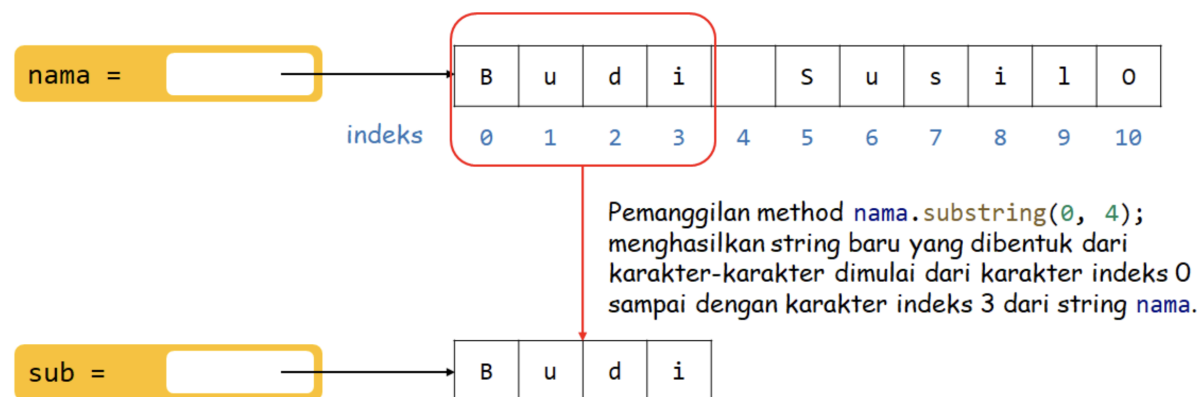 nama =
B u d i S u s i l O
indeks 0 1 2 3 4 5 6 7 8 9 10
Pemanggilan method nama.substring(0, 4);
menghasilkan string baru yang dibentuk dari
karakter-karakter dimulai dari karakter indeks 0
sampai dengan karakter indeks 3 dari string nama.
sub =
B u d i